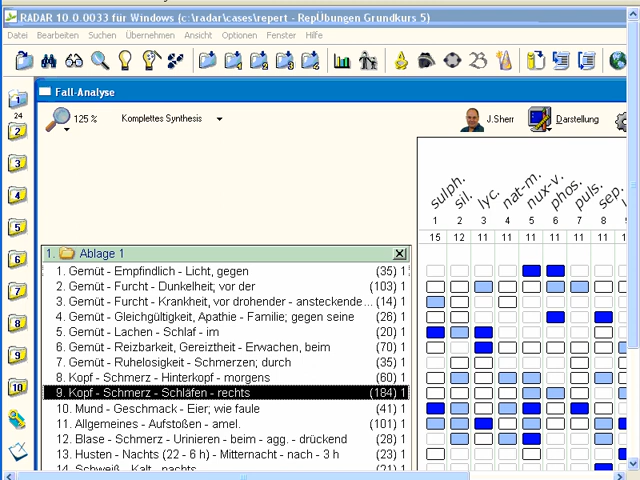 RADAR 10.0.0033 für Windows (c:\radar\cases\repert - RepÜbungen Grundkurs 5)
Datei Bearbeiten Suchen Übernehmen Ansicht Optionen Fenster Hilfe
1 2 3 4
Fall-Analyse
125 % Komplettes Synthesis J.Sherr Darstellung
1
24
2
3
4
5
6
7
8
9
10
sulph. sil. lyc. nat-m. nux-v. phos. puls. sep.
1 2 3 4 5 6 7 8
15 12 11 11 11 11 11 11
1. Ablage 1
1. Gemüt - Empfindlich - Licht, gegen (35) 1
2. Gemüt - Furcht - Dunkelheit; vor der (103) 1
3. Gemüt - Furcht - Krankheit, vor drohender - ansteckende... (14) 1
4. Gemüt - Gleichgültigkeit, Apathie - Familie; gegen seine (26) 1
5. Gemüt - Lachen - Schlaf - im (20) 1
6. Gemüt - Reizbarkeit, Gereiztheit - Erwachen, beim (70) 1
7. Gemüt - Ruhelosigkeit - Schmerzen; durch (35) 1
8. Kopf - Schmerz - Hinterkopf - morgens (60) 1
9. Kopf - Schmerz - Schläfen - rechts (184) 1
10. Mund - Geschmack - Eier; wie faule (41) 1
11. Allgemeines - Aufstoßen - amel. (101) 1
12. Blase - Schmerz - Urinieren - beim - agg. - drückend (28) 1
13. Husten - Nachts (22 - 6 h) - Mitternacht - nach - 3 h (23) 1
14. Schweiß - Kalt - nachts (21) 1